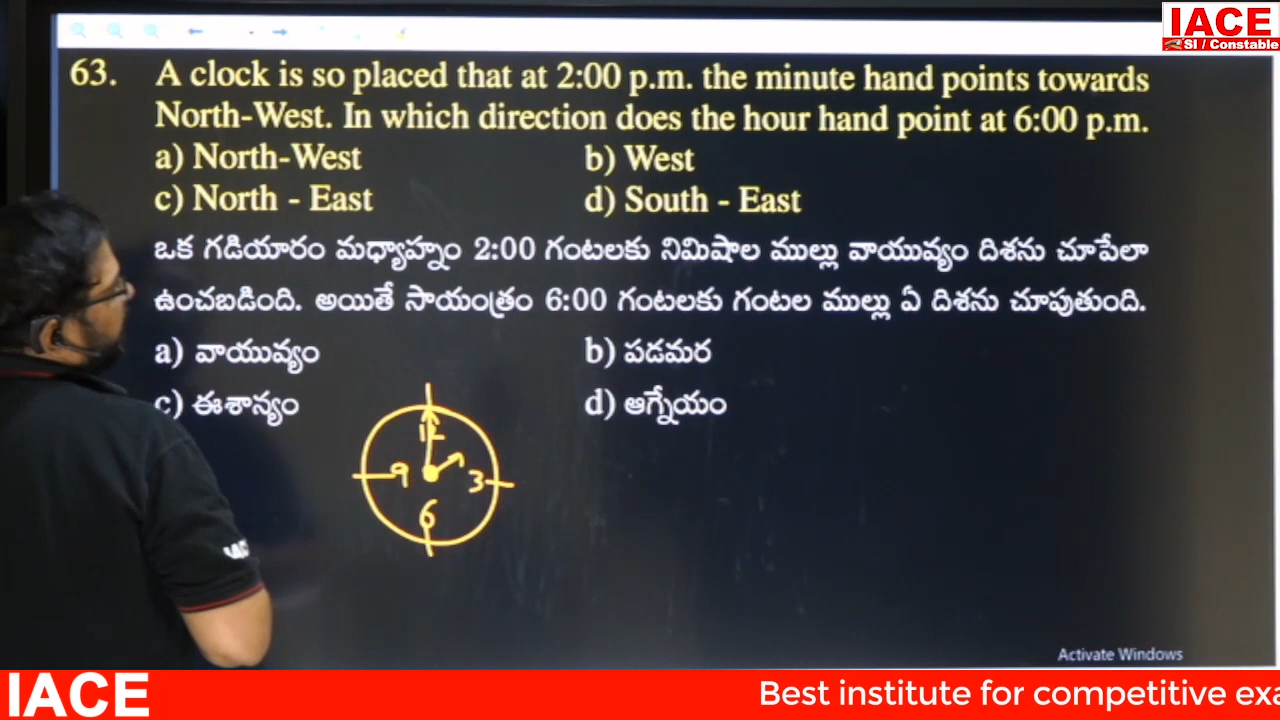 IACE
SI / Constable
63. A clock is so placed that at 2:00 p.m. the minute hand points towards
North-West. In which direction does the hour hand point at 6:00 p.m.
a) North-West b) West
c) North - East d) South - East
ఒక గడియారం మధ్యాహ్నం 2:00 గంటలకు నిమిషాల ముల్లు వాయువ్యం దిశను చూపేలా
ఉంచబడింది. అయితే సాయంత్రం 6:00 గంటలకు గంటల ముల్లు ఏ దిశను చూపుతుంది.
a) వాయువ్యం b) పడమర
c) ఈశాన్యం d) ఆగ్నేయం
12
9 3
6
IAC
Activate Windows
IACE Best institute for competitive exa